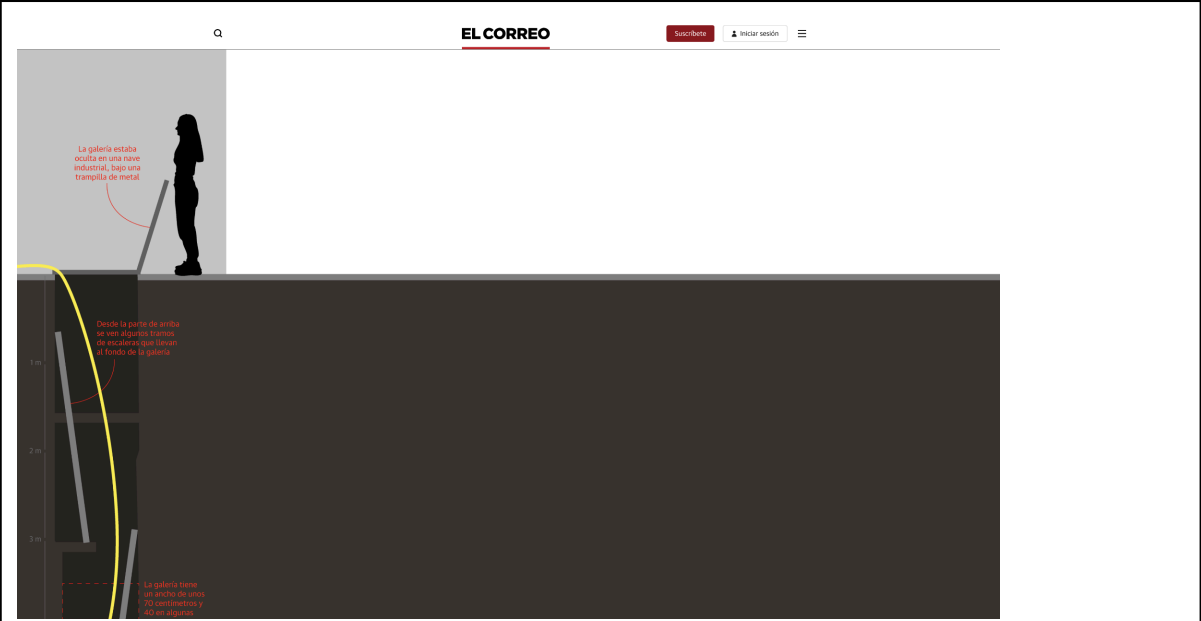 EL CORREO
Suscríbete
Iniciar sesión
La galería estaba
oculta en una nave
industrial, bajo una
trampilla de metal
Desde la parte de arriba
se ven algunos tramos
de escaleras que llevan
al fondo de la galería
1 m
2 m
3 m
La galería tiene
un ancho de unos
70 centímetros y
40 en algunas